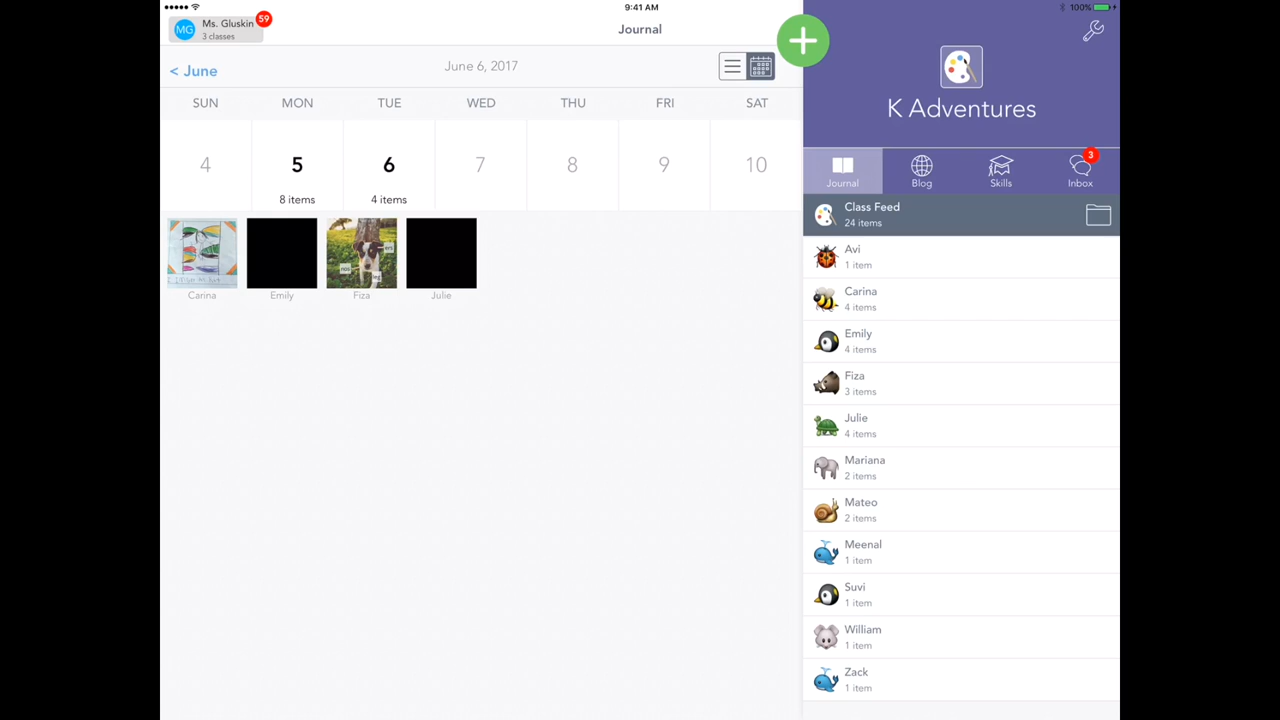 9:41 AM
100%
MG
Ms. Gluskin
59
3 classes
Journal
< June
June 6, 2017
SUN MON TUE WED THU FRI SAT
4 5 6 7 8 9 10
8 items 4 items
Carina Emily Fiza Julie
K Adventures
Journal Blog Skills Inbox
3
Class Feed
24 items
Avi
1 item
Carina
4 items
Emily
4 items
Fiza
3 items
Julie
4 items
Mariana
2 items
Mateo
2 items
Meenal
1 item
Suvi
1 item
William
1 item
Zack
1 item